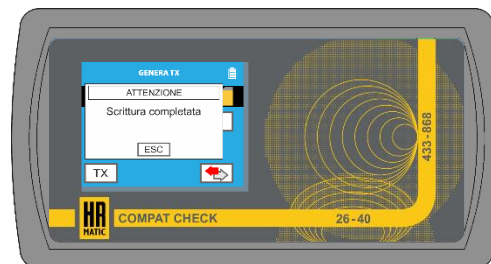 GENERA TX
ATTENZIONE
Scrittura completata
ESC
TX
433-868
HR
MATIC
COMPAT CHECK
26-40